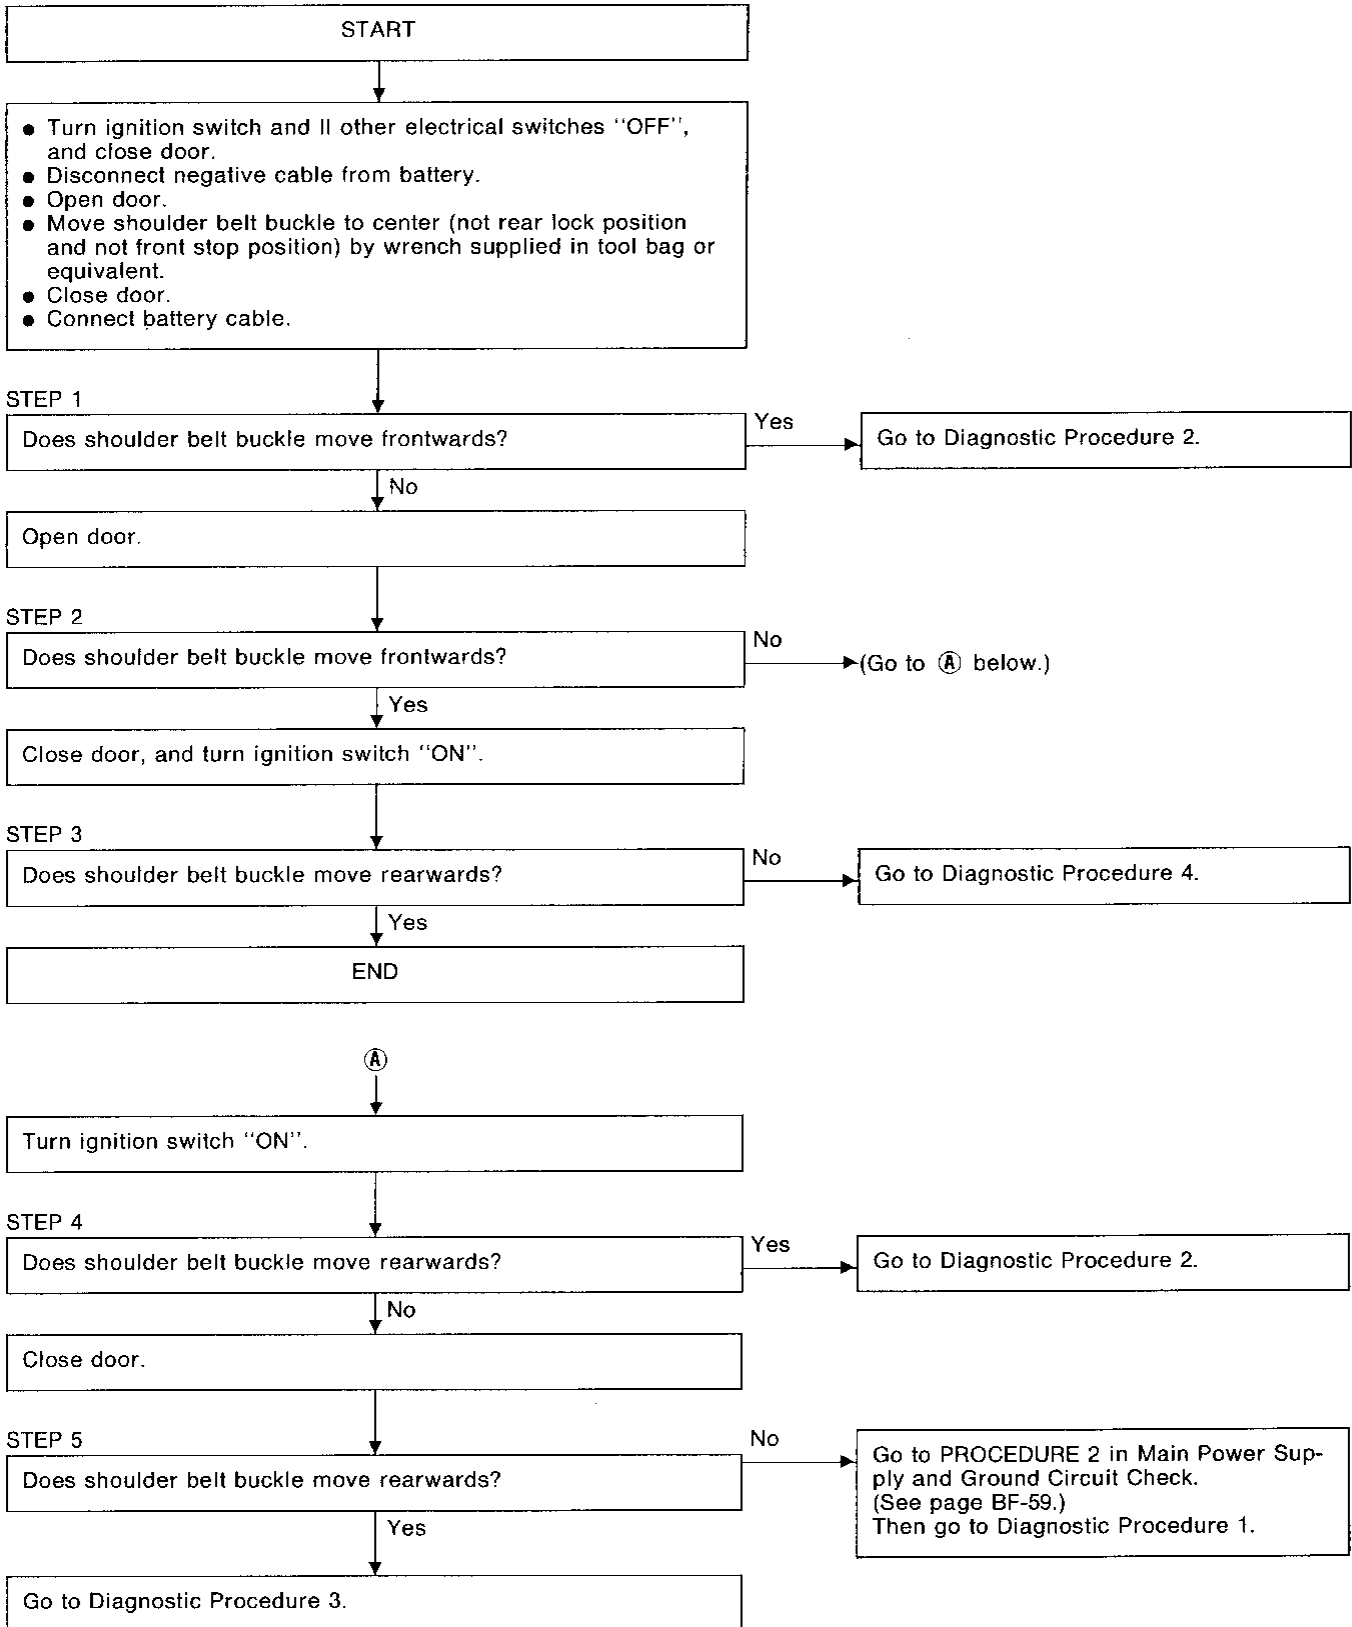 START
● Turn ignition switch and II other electrical switches "OFF",
and close door.
● Disconnect negative cable from battery.
● Open door.
● Move shoulder belt buckle to center (not rear lock position
and not front stop position) by wrench supplied in tool bag or
equivalent.
● Close door.
● Connect battery cable.
STEP 1
Does shoulder belt buckle move frontwards?
Yes
Go to Diagnostic Procedure 2.
No
Open door.
STEP 2
Does shoulder belt buckle move frontwards?
No
(Go to Ⓐ below.)
Yes
Close door, and turn ignition switch "ON".
STEP 3
Does shoulder belt buckle move rearwards?
No
Go to Diagnostic Procedure 4.
Yes
END
Ⓐ
Turn ignition switch "ON".
STEP 4
Does shoulder belt buckle move rearwards?
Yes
Go to Diagnostic Procedure 2.
No
Close door.
STEP 5
Does shoulder belt buckle move rearwards?
No
Go to PROCEDURE 2 in Main Power Sup-
ply and Ground Circuit Check.
(See page BF-59.)
Then go to Diagnostic Procedure 1.
Yes
Go to Diagnostic Procedure 3.